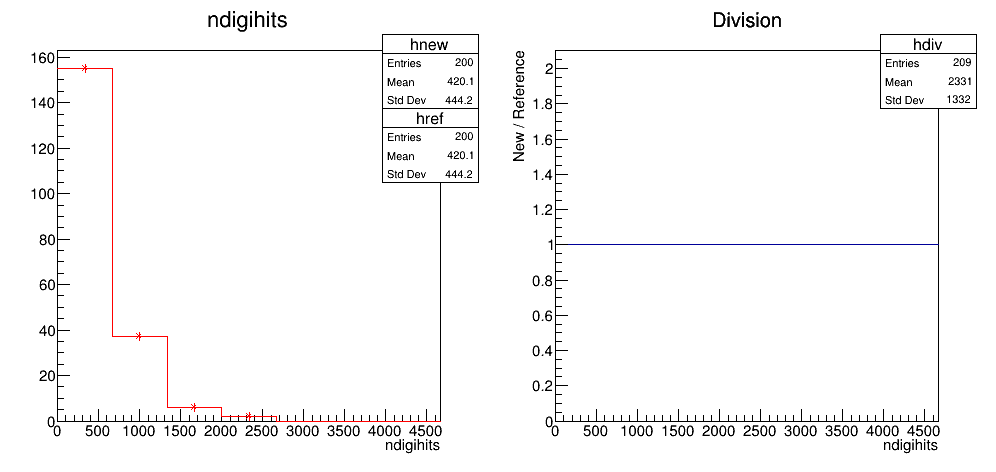 ndigihits
hnew
Entries 200
Mean 420.1
Std Dev 444.2
href
Entries 200
Mean 420.1
Std Dev 444.2
160
140
120
100
80
60
40
20
0
0 500 1000 1500 2000 2500 3000 3500 4000 4500
ndigihits
Division
hdiv
Entries 209
Mean 2331
Std Dev 1332
New / Reference
2
1.8
1.6
1.4
1.2
1
0.8
0.6
0.4
0.2
0
0 500 1000 1500 2000 2500 3000 3500 4000 4500
ndigihits